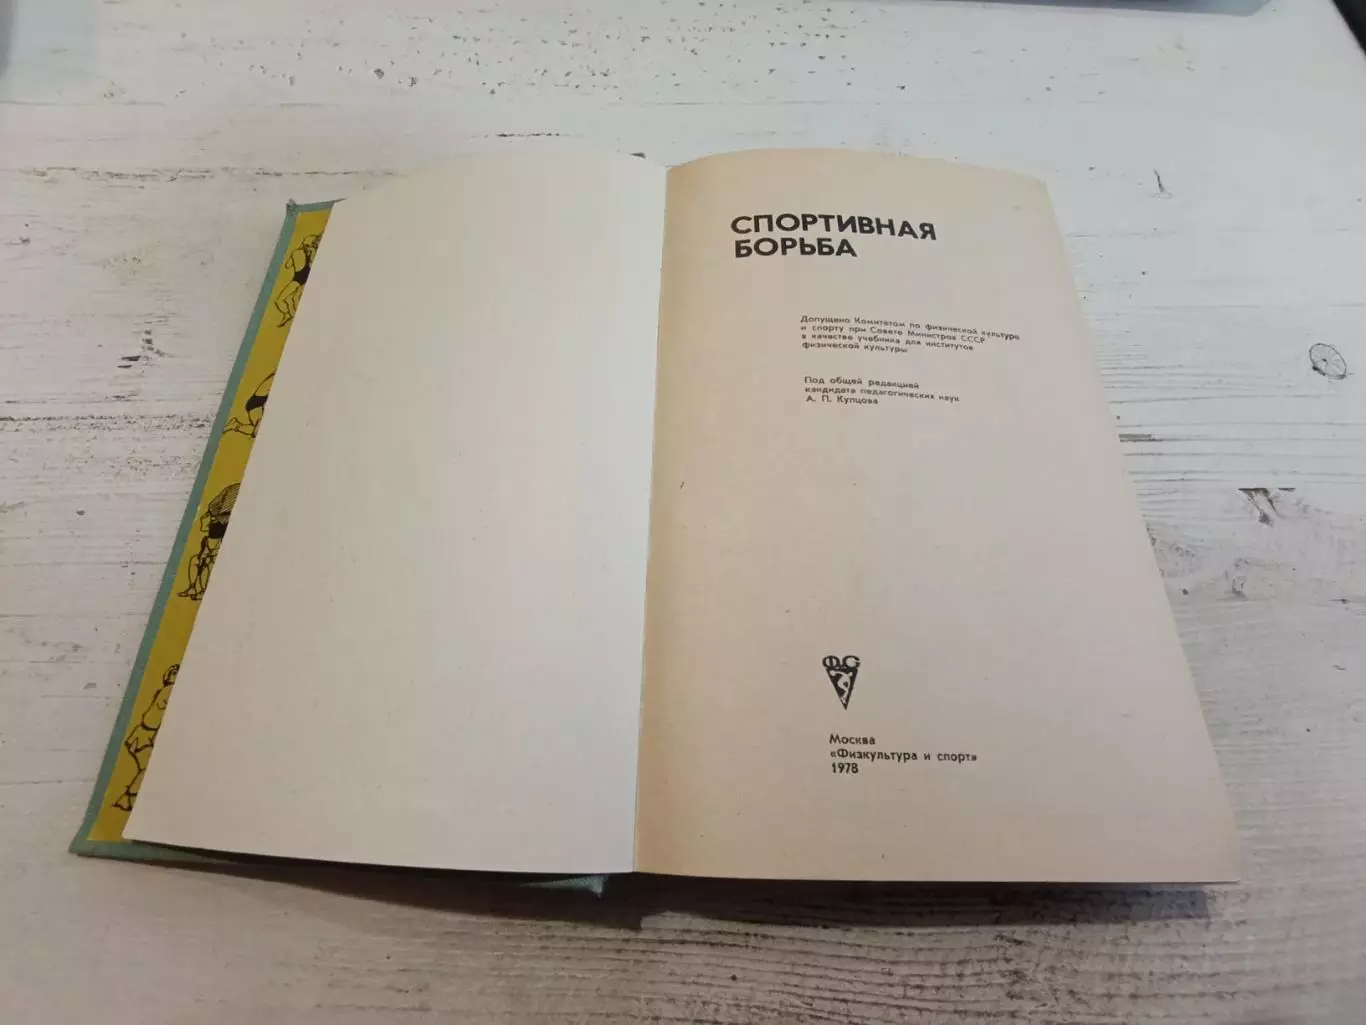 СПОРТИВНАЯ
БОРЬБА
Допущено Комитетом по физической культуре
и спорту при Совете Министров СССР
в качестве учебника для институтов
физической культуры
Под общей редакцией
кандидата педагогических наук
А. П. Купцова
ФиС
Москва
«Физкультура и спорт»
1978